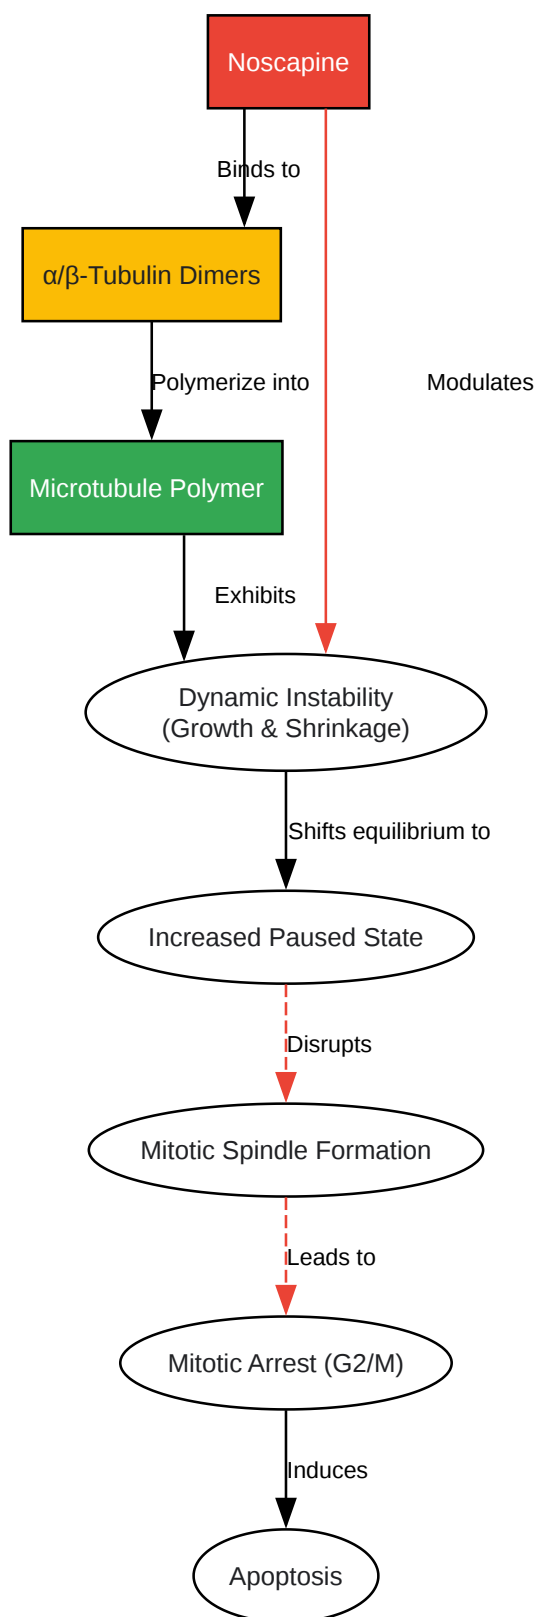 Noscapine
Binds to
α/β-Tubulin Dimers
Polymerize into
Modulates
Microtubule Polymer
Exhibits
Dynamic Instability
(Growth & Shrinkage)
Shifts equilibrium to
Increased Paused State
Disrupts
Mitotic Spindle Formation
Leads to
Mitotic Arrest (G2/M)
Induces
Apoptosis